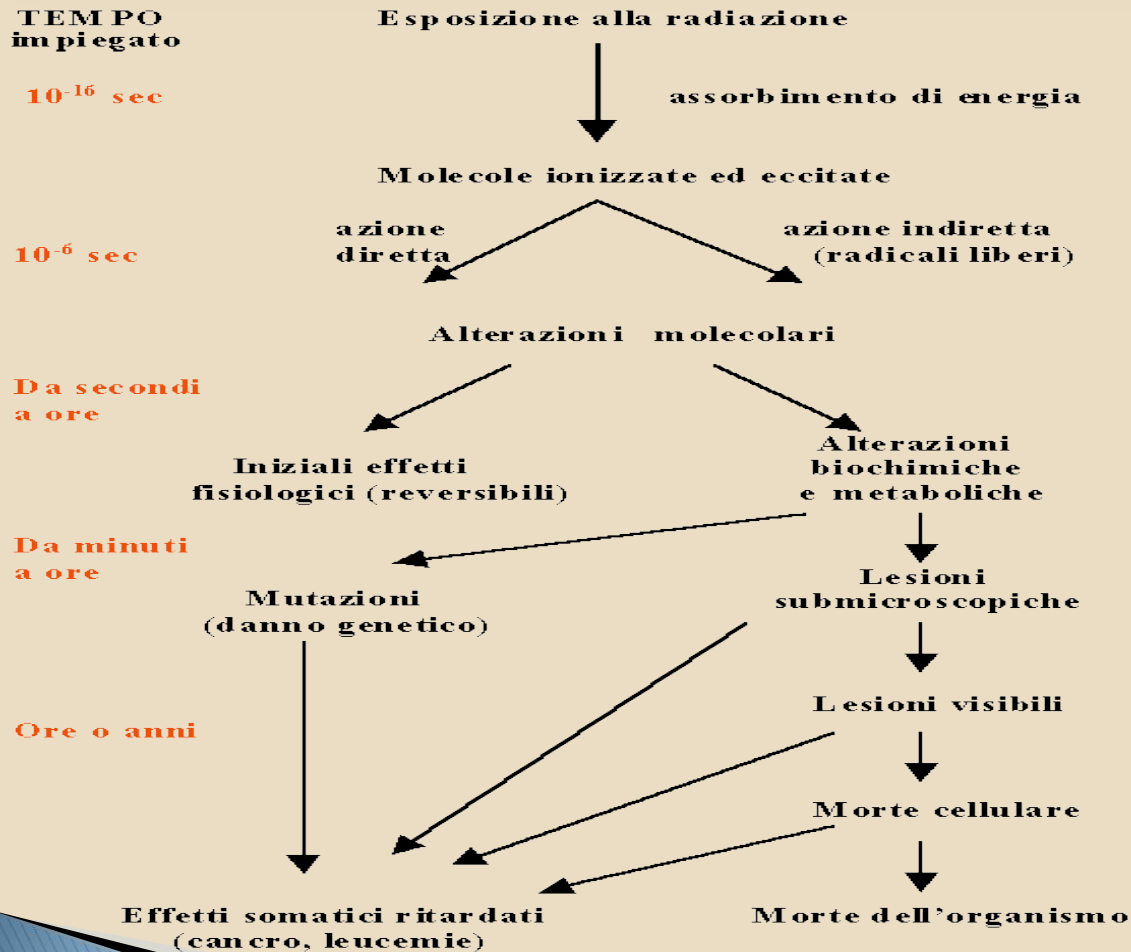 TEMPO
impiegato
Esposizione alla radiazione
10⁻¹⁶ sec
assorbimento di energia
Molecole ionizzate ed eccitate
azione
diretta
azione indiretta
(radicali liberi)
10⁻⁶ sec
Alterazioni molecolari
Da secondi
a ore
Iniziali effetti
fisiologici (reversibili)
Alterazioni
biochimiche
e metaboliche
Da minuti
a ore
Mutazioni
(danno genetico)
Lesioni
submicroscopiche
Lesioni visibili
Ore o anni
Morte cellulare
Effetti somatici ritardati
(cancro, leucemie)
Morte dell'organismo